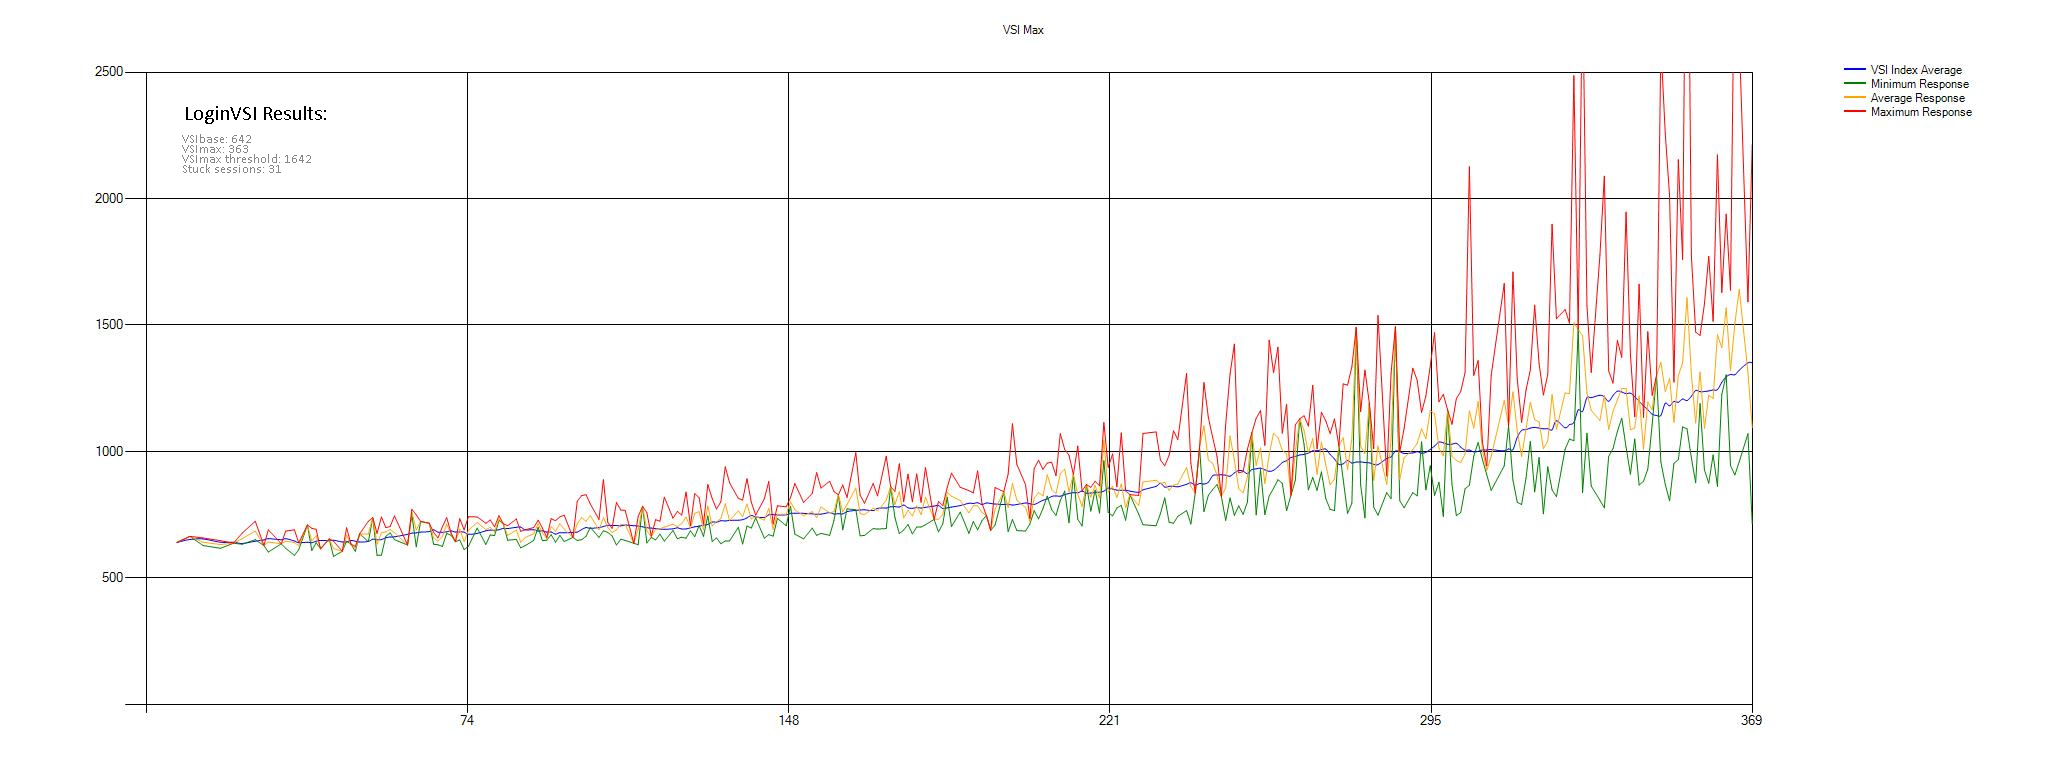 VSI Max
2500
2000
1500
1000
500
LoginVSI Results:
VSIbase: 642
VSImax: 363
VSImax threshold: 1642
Stuck sessions: 31
VSI Index Average
Minimum Response
Average Response
Maximum Response
74
148
221
295
369